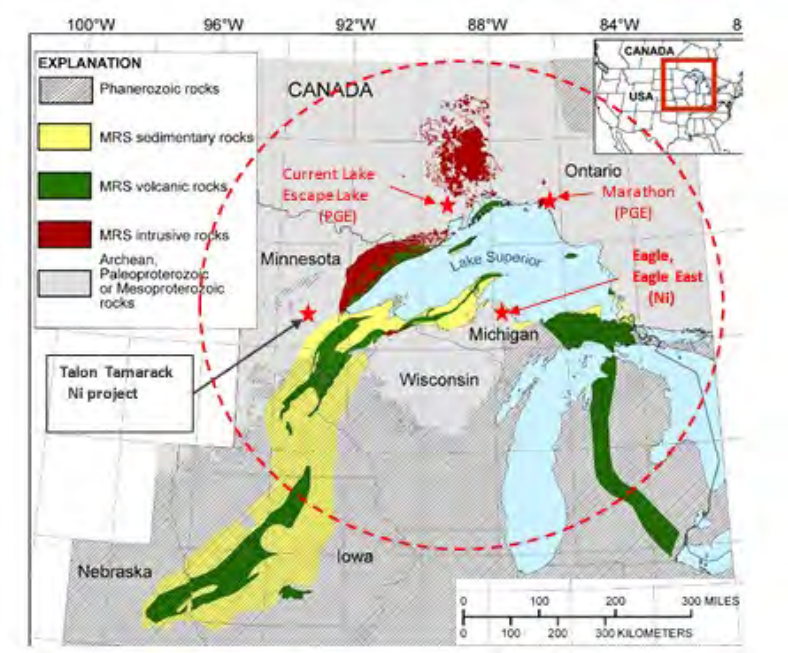 100°W 96°W 92°W 88°W 84°W 8
EXPLANATION
Phanerozoic rocks
MRS sedimentary rocks
MRS volcanic rocks
MRS intrusive rocks
Archean,
Paleoproterozoic
or Mesoproterozoic
rocks
CANADA
CANADA
USA
Current Lake
Escape Lake
(PGE)
Ontario
Marathon
(PGE)
Minnesota
Lake Superior
Eagle,
Eagle East
(Ni)
Michigan
Talon Tamarack
Ni project
Wisconsin
Iowa
Nebraska
0 100 200 300 MILES
0 100 200 300 KILOMETERS